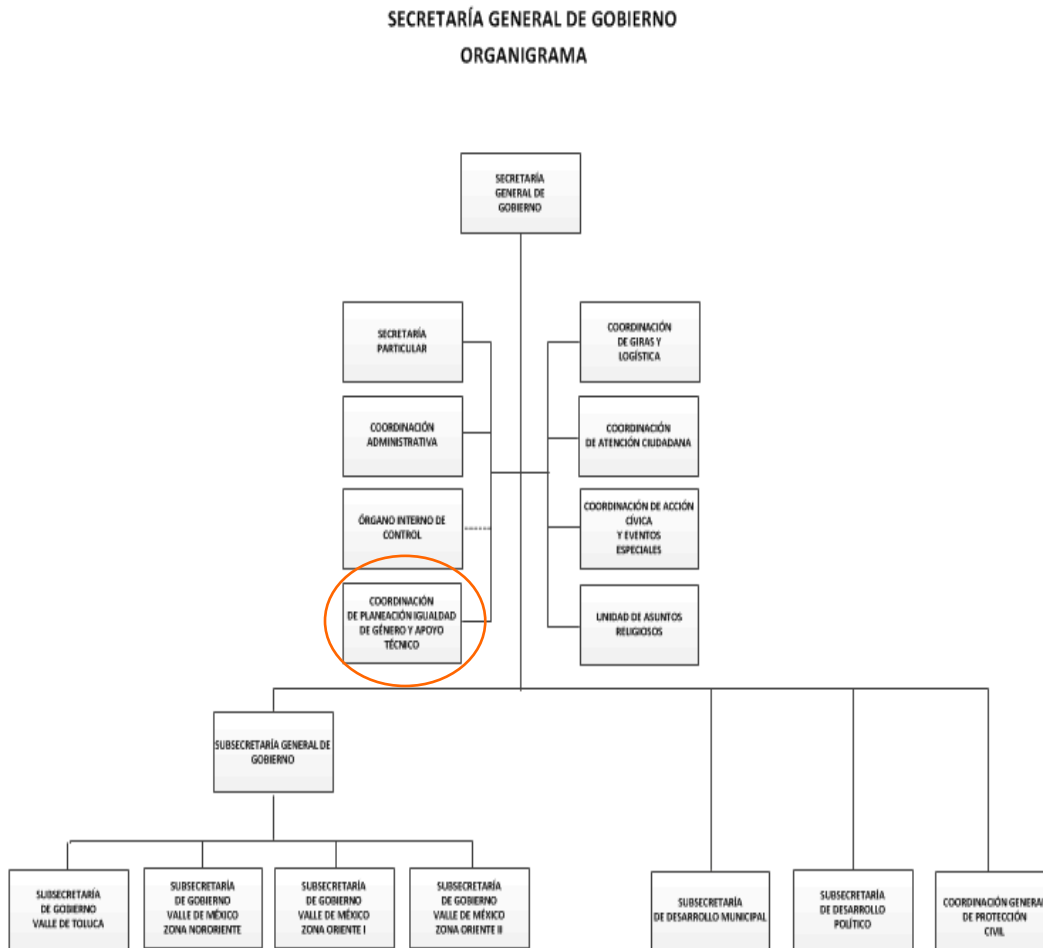 SECRETARÍA GENERAL DE GOBIERNO
ORGANIGRAMA
SECRETARÍA
GENERAL DE
GOBIERNO
SECRETARÍA
PARTICULAR
COORDINACIÓN
DE GIRAS Y
LOGÍSTICA
COORDINACIÓN
ADMINISTRATIVA
COORDINACIÓN
DE ATENCIÓN CIUDADANA
ÓRGANO INTERNO DE
CONTROL
COORDINACIÓN DE ACCIÓN
CÍVICA
Y EVENTOS
ESPECIALES
COORDINACIÓN
DE PLANEACIÓN IGUALDAD
DE GÉNERO Y APOYO
TÉCNICO
UNIDAD DE ASUNTOS
RELIGIOSOS
SUBSECRETARÍA GENERAL DE
GOBIERNO
SUBSECRETARÍA
DE GOBIERNO
VALLE DE TOLUCA
SUBSECRETARÍA
DE GOBIERNO
VALLE DE MÉXICO
ZONA NORORIENTE
SUBSECRETARÍA
DE GOBIERNO
VALLE DE MÉXICO
ZONA ORIENTE I
SUBSECRETARÍA
DE GOBIERNO
VALLE DE MÉXICO
ZONA ORIENTE II
SUBSECRETARÍA
DE DESARROLLO MUNICIPAL
SUBSECRETARÍA
DE DESARROLLO
POLÍTICO
COORDINACIÓN GENERAL
DE PROTECCIÓN
CIVIL